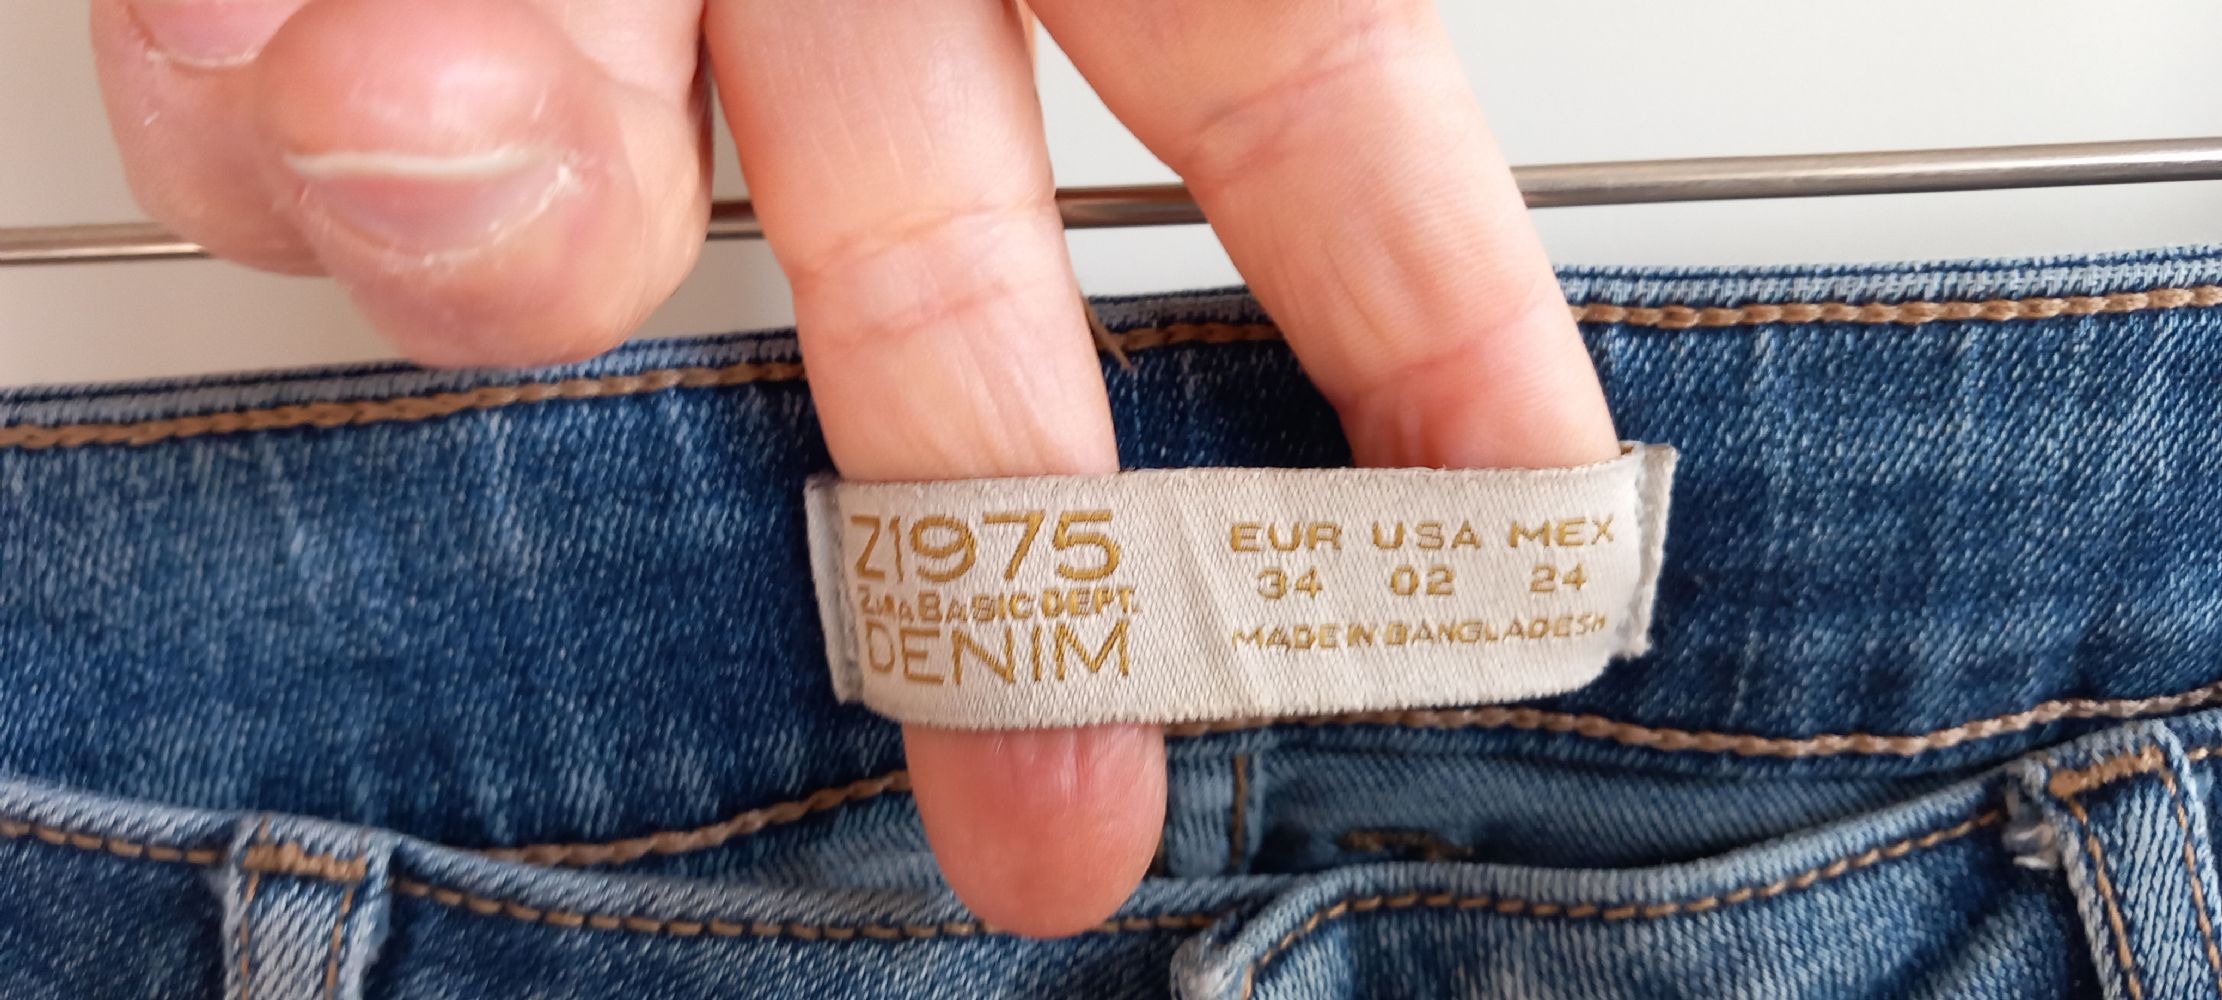 Z1975
ZARA BASIC DEPT.
DENIM
EUR USA MEX
34 02 24
MADE IN BANGLADESH